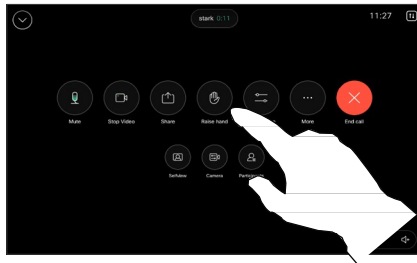 stark 0:11
11:27
Mute Stop Video Share Raise hand More End call
Selfview Camera Participants